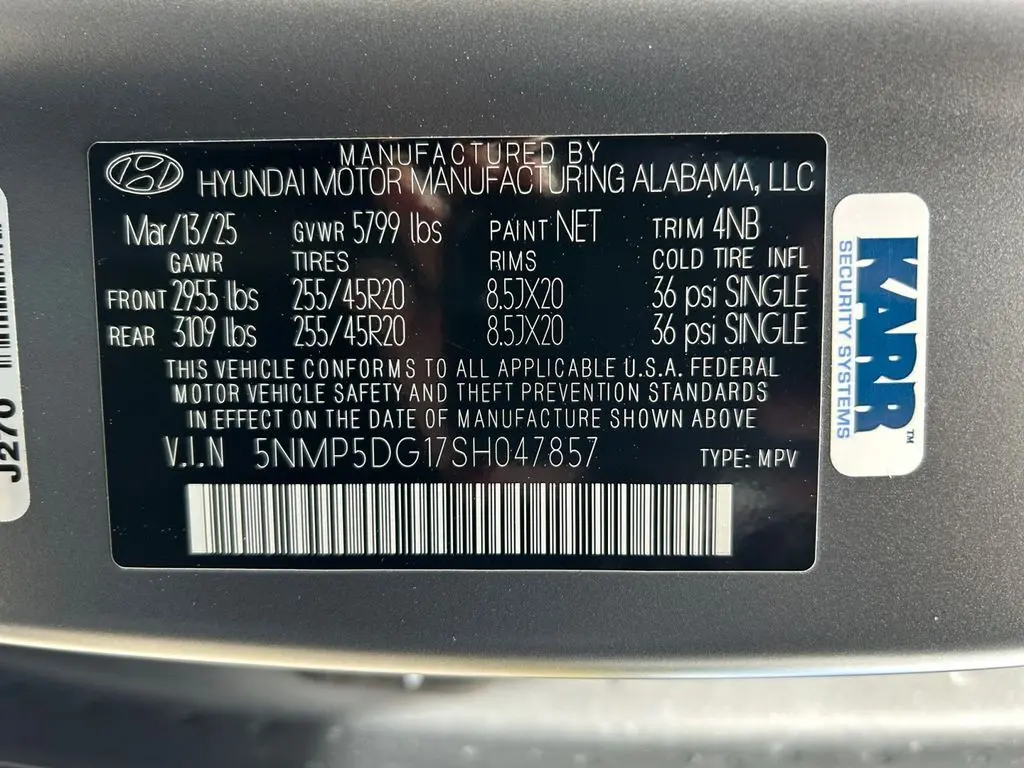 MANUFACTURED BY
HYUNDAI MOTOR MANUFACTURING ALABAMA, LLC
Mar/13/25 GVWR 5799 lbs PAINT NET TRIM 4NB
GAWR TIRES RIMS COLD TIRE INFL
FRONT 2955 lbs 255/45R20 8.5JX20 36 psi SINGLE
REAR 3109 lbs 255/45R20 8.5JX20 36 psi SINGLE
THIS VEHICLE CONFORMS TO ALL APPLICABLE U.S.A. FEDERAL
MOTOR VEHICLE SAFETY AND THEFT PREVENTION STANDARDS
IN EFFECT ON THE DATE OF MANUFACTURE SHOWN ABOVE
V.I.N 5NMP5DG17SH047857 TYPE: MPV
KARR™
SECURITY SYSTEMS
J270